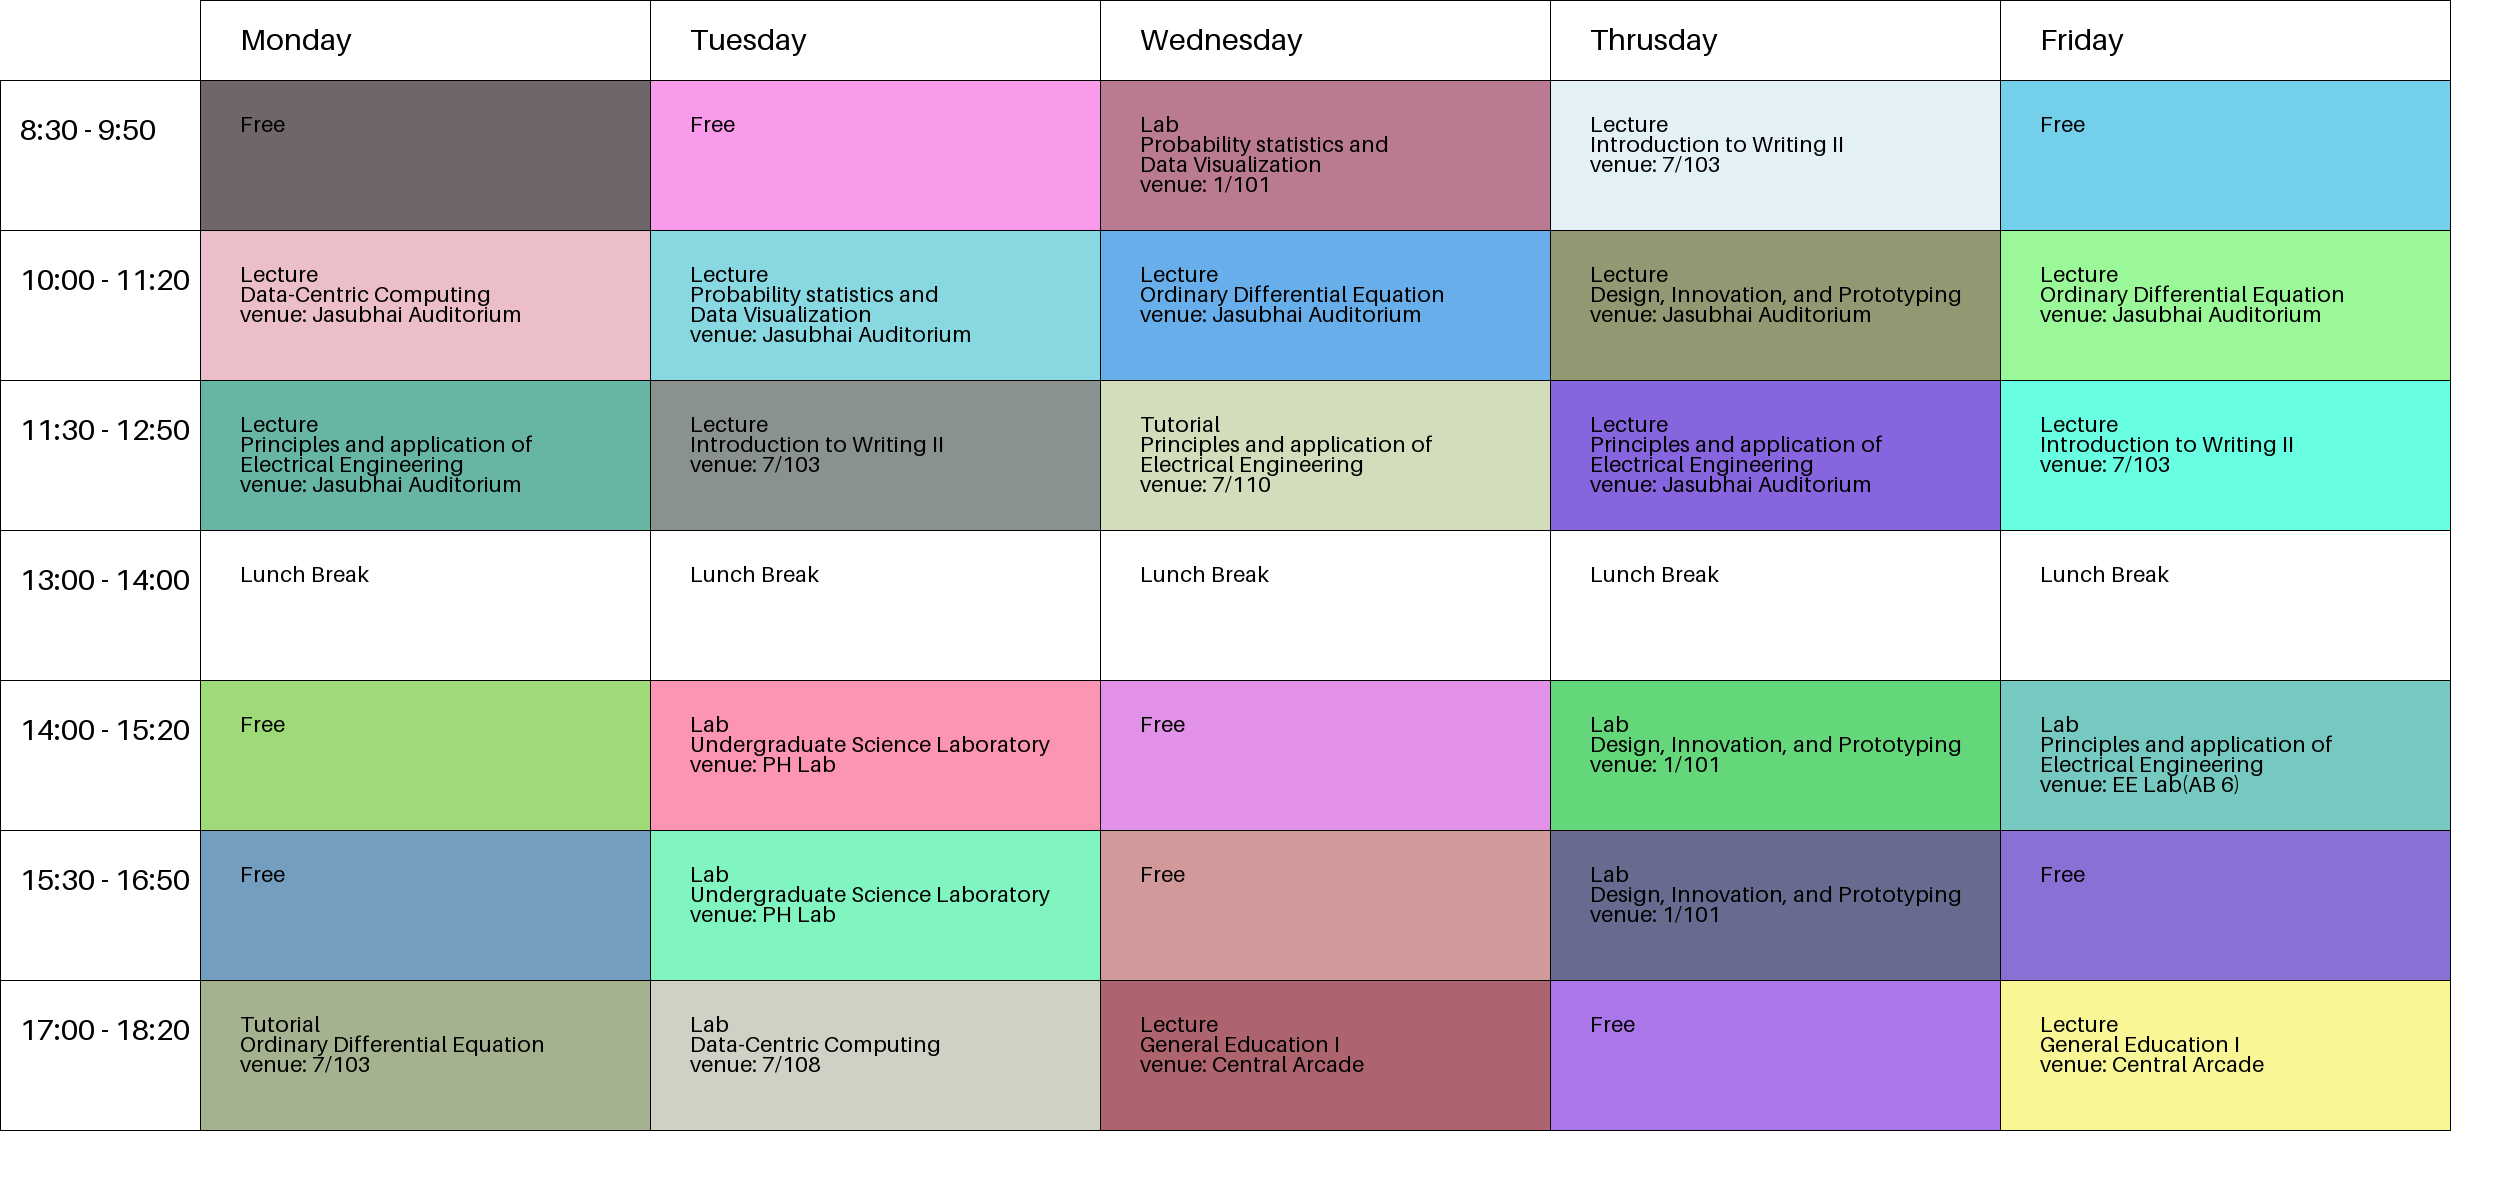 Monday
Tuesday
Wednesday
Thrusday
Friday
8:30 - 9:50
Free
Free
Lab
Probability statistics and
Data Visualization
venue: 1/101
Lecture
Introduction to Writing II
venue: 7/103
Free
10:00 - 11:20
Lecture
Data-Centric Computing
venue: Jasubhai Auditorium
Lecture
Probability statistics and
Data Visualization
venue: Jasubhai Auditorium
Lecture
Ordinary Differential Equation
venue: Jasubhai Auditorium
Lecture
Design, Innovation, and Prototyping
venue: Jasubhai Auditorium
Lecture
Ordinary Differential Equation
venue: Jasubhai Auditorium
11:30 - 12:50
Lecture
Principles and application of
Electrical Engineering
venue: Jasubhai Auditorium
Lecture
Introduction to Writing II
venue: 7/103
Tutorial
Principles and application of
Electrical Engineering
venue: 7/110
Lecture
Principles and application of
Electrical Engineering
venue: Jasubhai Auditorium
Lecture
Introduction to Writing II
venue: 7/103
13:00 - 14:00
Lunch Break
Lunch Break
Lunch Break
Lunch Break
Lunch Break
14:00 - 15:20
Free
Lab
Undergraduate Science Laboratory
venue: PH Lab
Free
Lab
Design, Innovation, and Prototyping
venue: 1/101
Lab
Principles and application of
Electrical Engineering
venue: EE Lab(AB 6)
15:30 - 16:50
Free
Lab
Undergraduate Science Laboratory
venue: PH Lab
Free
Lab
Design, Innovation, and Prototyping
venue: 1/101
Free
17:00 - 18:20
Tutorial
Ordinary Differential Equation
venue: 7/103
Lab
Data-Centric Computing
venue: 7/108
Lecture
General Education I
venue: Central Arcade
Free
Lecture
General Education I
venue: Central Arcade